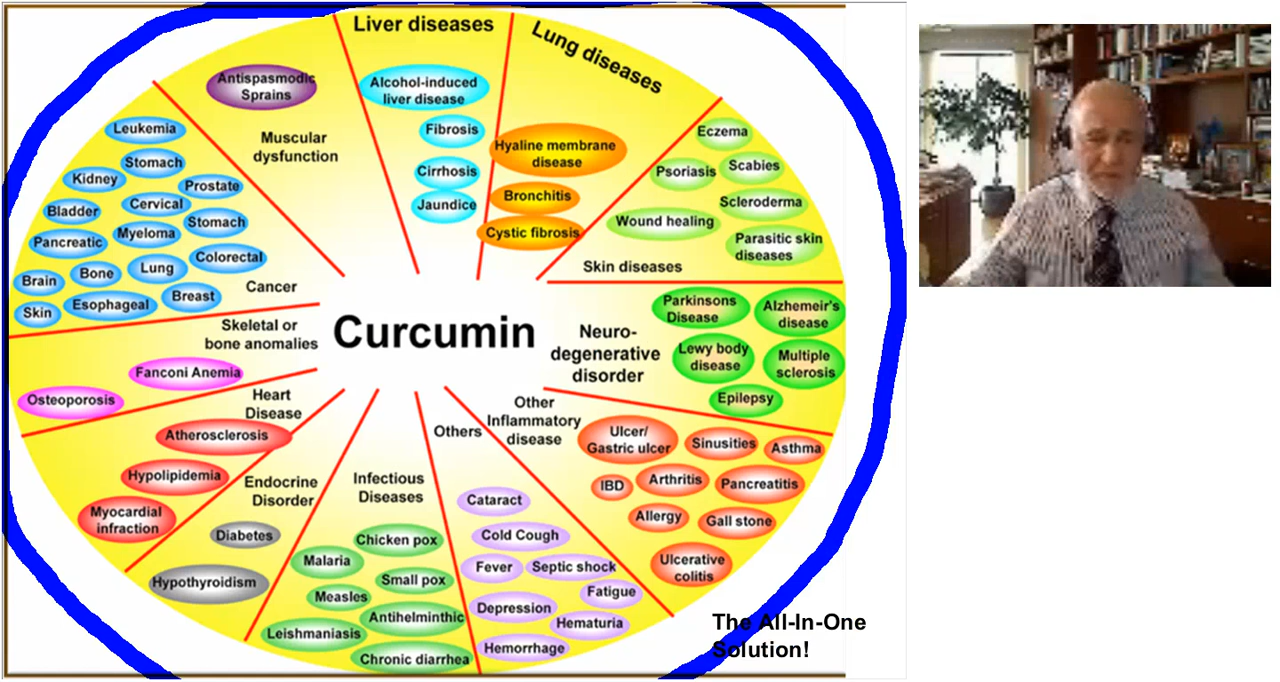 Liver diseases
Lung diseases
Antispasmodic
Sprains
Muscular
dysfunction
Alcohol-induced
liver disease
Fibrosis
Cirrhosis
Jaundice
Hyaline membrane
disease
Bronchitis
Cystic fibrosis
Eczema
Psoriasis
Scabies
Scleroderma
Wound healing
Parasitic skin
diseases
Skin diseases
Leukemia
Stomach
Kidney
Prostate
Cervical
Bladder
Stomach
Myeloma
Pancreatic
Colorectal
Lung
Bone
Brain
Breast
Esophageal
Skin
Cancer
Curcumin
Neuro-
degenerative
disorder
Parkinsons
Disease
Alzhemeir's
disease
Lewy body
disease
Multiple
sclerosis
Epilepsy
Skeletal or
bone anomalies
Fanconi Anemia
Osteoporosis
Heart
Disease
Atherosclerosis
Hypolipidemia
Myocardial
infraction
Endocrine
Disorder
Diabetes
Hypothyroidism
Infectious
Diseases
Chicken pox
Malaria
Small pox
Measles
Antihelminthic
Leishmaniasis
Chronic diarrhea
Others
Cataract
Cold Cough
Fever
Septic shock
Fatigue
Depression
Hematuria
Hemorrhage
Other
Inflammatory
disease
Ulcer/
Gastric ulcer
Sinusities
Asthma
IBD
Arthritis
Pancreatitis
Allergy
Gall stone
Ulcerative
colitis
The All-In-One
Solution!